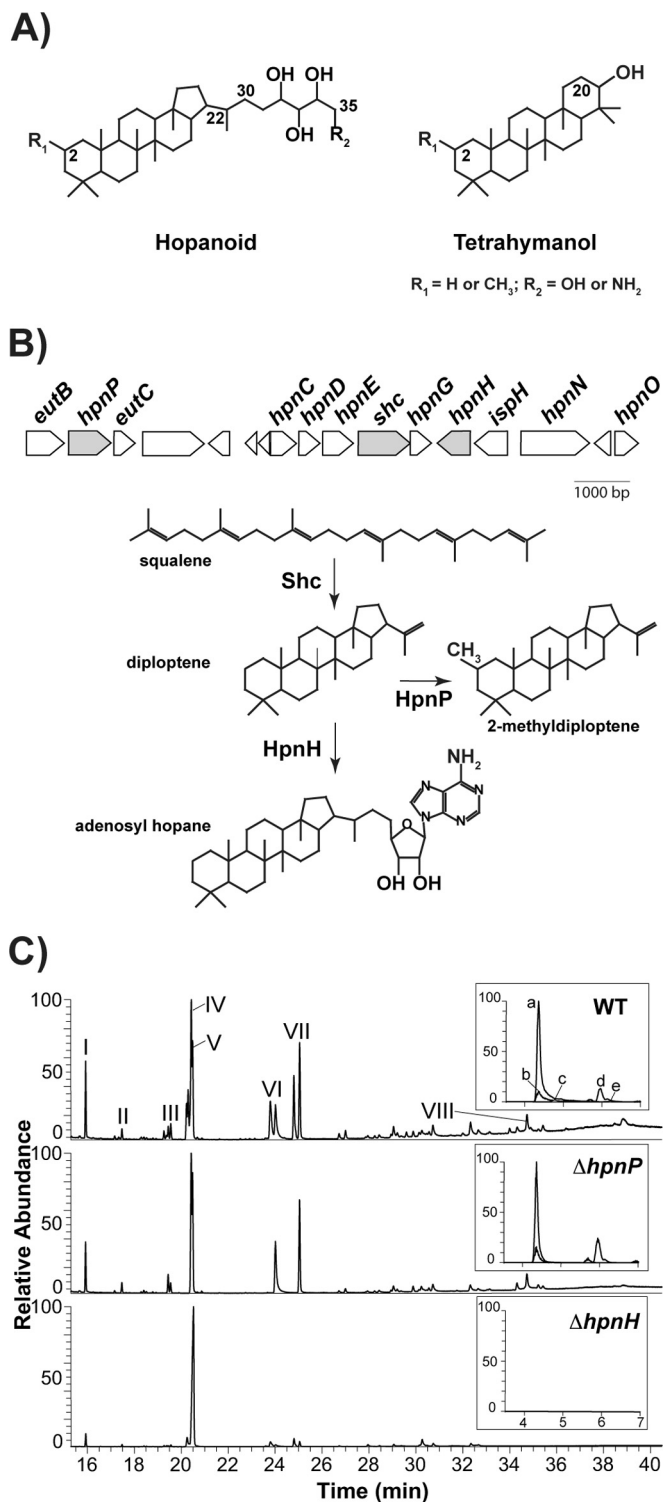 A)
OH OH OH
30
35
22
OH
R₁
2
R₂
20
OH
R₁
2
Hopanoid
Tetrahymanol
R₁ = H or CH₃; R₂ = OH or NH₂
B)
eutB hpnP eutC hpnC hpnD hpnE shc hpnG hpnH ispH hpnN hpnO
1000 bp
squalene
Shc
diploptene
CH₃
HpnP
2-methyldiploptene
HpnH
NH₂
N N
N N
adenosyl hopane
O
OH OH
C)
Relative Abundance
100
50
0
I II III IV V VI VII VIII
WT
100
50
0
a b c d e
100
50
0
ΔhpnP
100
50
0
100
50
0
ΔhpnH
100
50
0
4 5 6 7
16 18 20 22 24 26 28 30 32 34 36 38 40
Time (min)